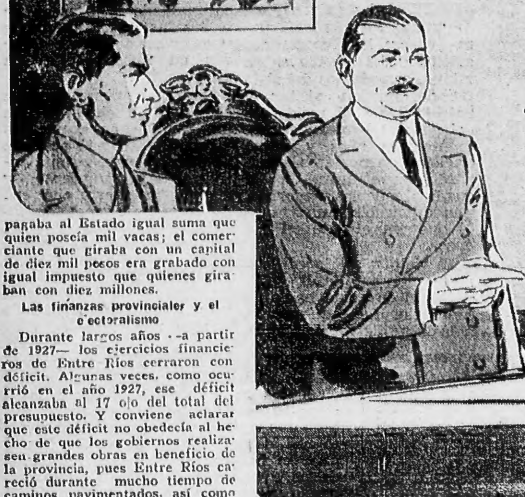 pagaba al Estado igual suma que
quien poseía mil vacas; el comer-
ciante que giraba con un capital
de diez mil pesos era grabado con
igual impuesto que quienes gira-
ban con diez millones.
Las finanzas provinciales y el
electoralismo
Durante largos años --a partir
de 1927— los ejercicios financie-
ros de Entre Ríos cerraron con
déficit. Algunas veces, como ocu-
rrió en el año 1927, ese déficit
alcanzaba al 17 o|o del total del
presupuesto. Y conviene aclarar
que este déficit no obedecía al he-
cho de que los gobiernos realiza-
sen grandes obras en beneficio de
la provincia, pues Entre Ríos ca-
reció durante mucho tiempo de
caminos pavimentados, así como